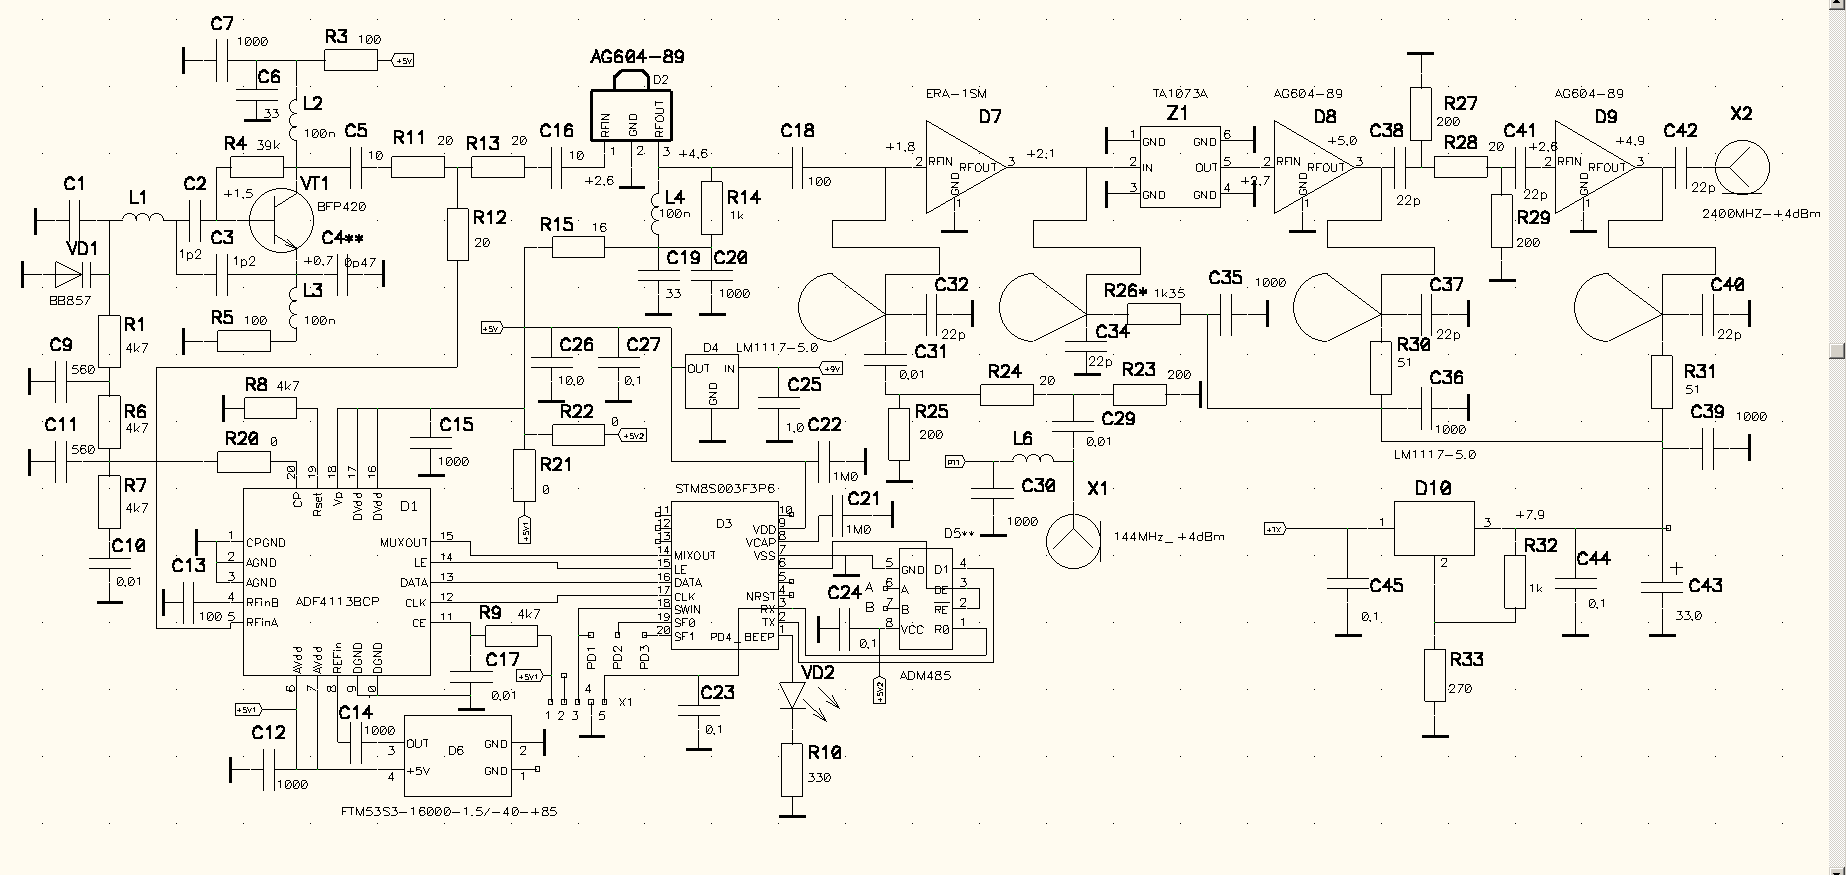 C7
1000
R3 100
+5V
C6
33
L2
100n
AG604-89
D2
RFIN
GND
RFOUT
1 2 3
+4.6
R4 39k
C5
10
R11 20
R13 20
C16
10
+2.6
C18
100
ERA-1SM
D7
+1.8
2
RFIN
RFOUT
GND
1
3
+2.1
TA1073A
Z1
1
GND
2
IN
3
GND
6
GND
5
OUT
4
GND
+2.7
AG604-89
D8
2
RFIN
RFOUT
GND
1
3
+5.0
C38
22p
R27
200
R28 20
C41
22p
+2.6
R29
200
AG604-89
D9
2
RFIN
RFOUT
GND
1
3
+4.9
C42
22p
X2
2400MHZ-+4dBm
C1
L1
C2
1p2
+1.5
VT1
BFP420
VD1
BB857
C3
1p2
+0.7
C4**
0p47
L3
100n
R5 100
R12
20
R15 16
L4
100n
R14
1k
C19
33
C20
1000
C32
22p
R26* 1k35
C35
1000
C34
22p
C37
22p
C40
22p
R1
4k7
C9
560
R6
4k7
C11
560
R7
4k7
C10
0,01
R8 4k7
R20 0
C15
1000
+5V
C26
10,0
C27
0,1
D4
LM1117-5.0
OUT
IN
GND
+9V
C25
1,0
R22
0
+5V2
R21
0
+5V1
C22
1M0
C21
1M0
C31
0,01
R24
20
R23
200
R25
200
C29
0,01
L6
C30
1000
X1
144MHz_ +4dBm
R30
51
C36
1000
R31
51
C39
1000
LM1117-5.0
D10
1
3
2
+7,9
R32
1k
C44
0,1
C43
33,0
+
C45
0,1
R33
270
D1
20 19 18 17 16
CP
Rset
Vp
DVdd
DVdd
1
CPGND
2
AGND
3
AGND
4
RFinB
5
RFinA
ADF4113BCP
MUXOUT
15
LE
14
DATA
13
CLK
12
CE
11
AVdd
AVdd
REFin
DGND
DGND
6 7 8 9 0
C13
100
R9 4k7
C17
0,01
+5V1
+5V1
C12
1000
C14
1000
OUT
3
+5V
4
D6
GND
2
GND
1
FTM53S3-16000-1.5/-40-+85
STM8S003F3P6
D3
11
12
13
14
15
16
17
18
19
20
MIXOUT
LE
DATA
CLK
SWIN
SF0
SF1
10
9
8
7
6
5
4
3
2
1
VDD
VCAP
VSS
NRST
RX
TX
PD4_BEEP
PD1
PD2
PD3
1 2 3 4 5
X1
C23
0,1
D5**
5
GND
6
A
7
B
8
VCC
A
B
D1
4
DE
3
RE
2
R0
1
ADM485
C24
0,1
+5V2
VD2
R10
330